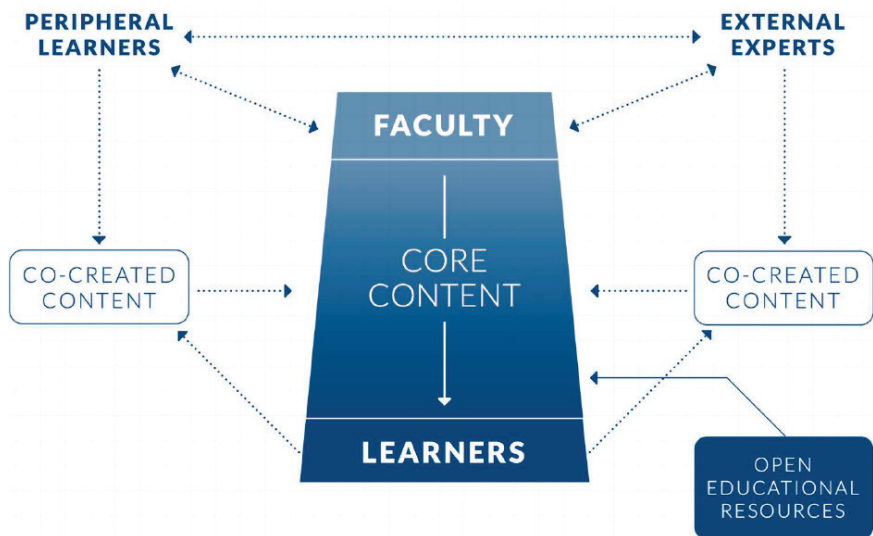 PERIPHERAL
LEARNERS
EXTERNAL
EXPERTS
FACULTY
CORE
CONTENT
CO-CREATED
CONTENT
CO-CREATED
CONTENT
LEARNERS
OPEN
EDUCATIONAL
RESOURCES